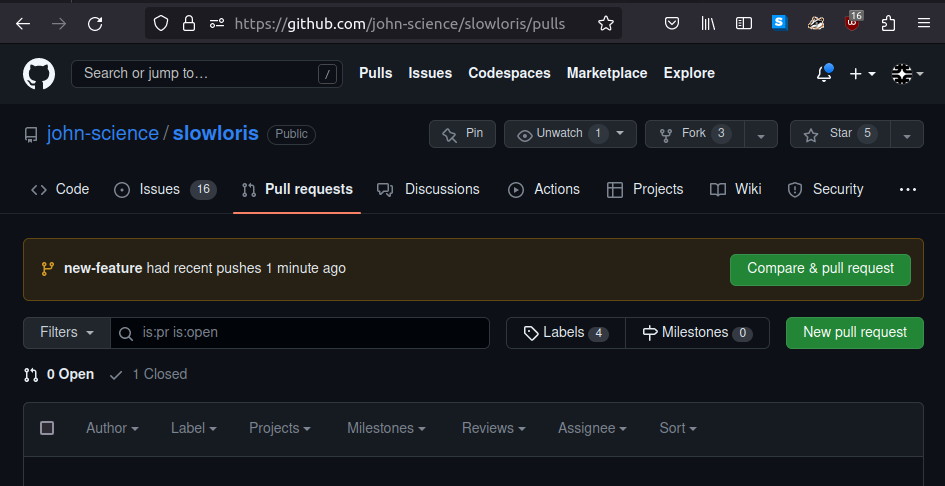 https://github.com/john-science/slowloris/pulls
16
Search or jump to… / Pulls Issues Codespaces Marketplace Explore
john-science / slowloris Public Pin Unwatch 1 Fork 3 Star 5
Code Issues 16 Pull requests Discussions Actions Projects Wiki Security
new-feature had recent pushes 1 minute ago Compare & pull request
Filters is:pr is:open Labels 4 Milestones 0 New pull request
0 Open 1 Closed
Author Label Projects Milestones Reviews Assignee Sort